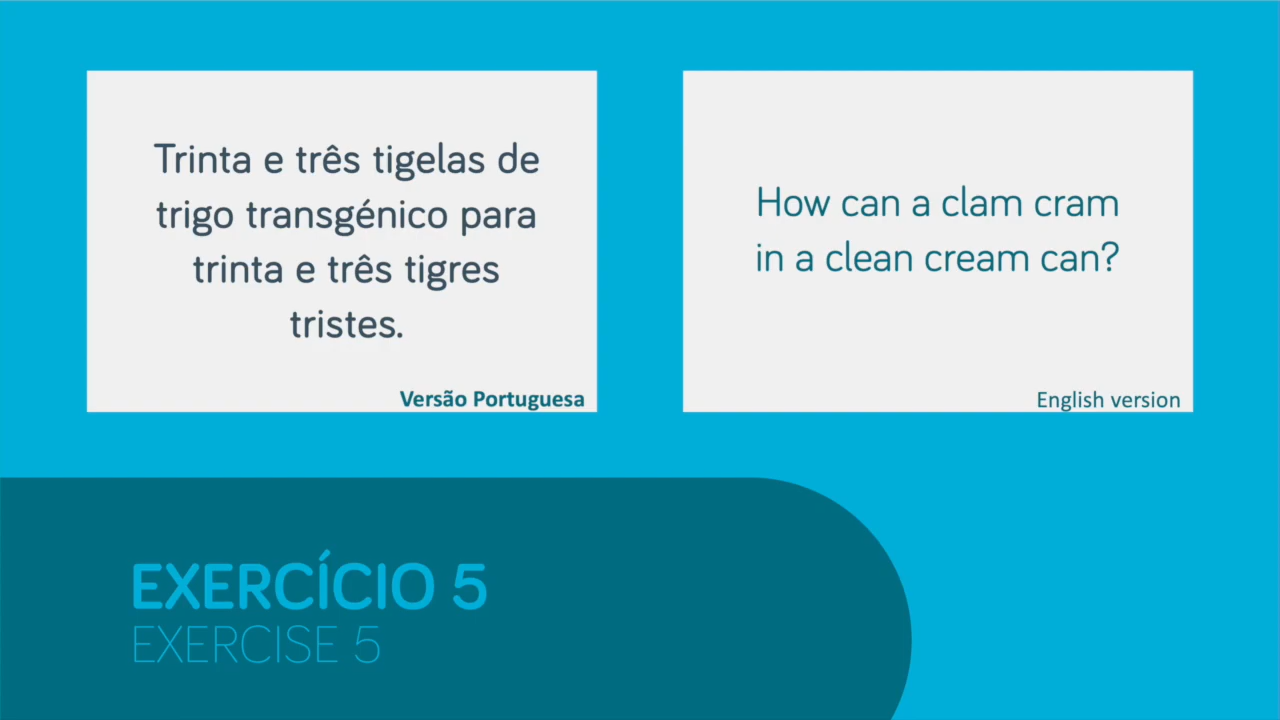 Trinta e três tigelas de
trigo transgénico para
trinta e três tigres
tristes.
Versão Portuguesa
How can a clam cram
in a clean cream can?
English version
EXERCÍCIO 5
EXERCISE 5